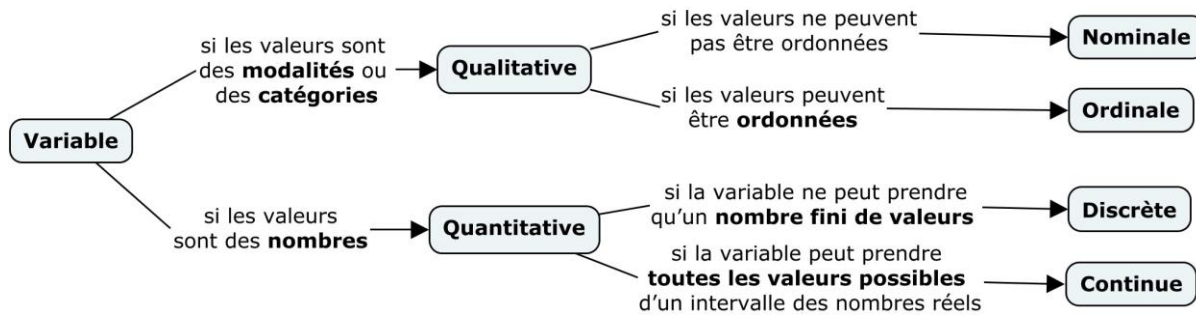 Variable
si les valeurs sont
des modalités ou
des catégories
Qualitative
si les valeurs ne peuvent
pas être ordonnées
Nominale
si les valeurs peuvent
être ordonnées
Ordinale
si les valeurs
sont des nombres
Quantitative
si la variable ne peut prendre
qu'un nombre fini de valeurs
Discrète
si la variable peut prendre
toutes les valeurs possibles
d'un intervalle des nombres réels
Continue